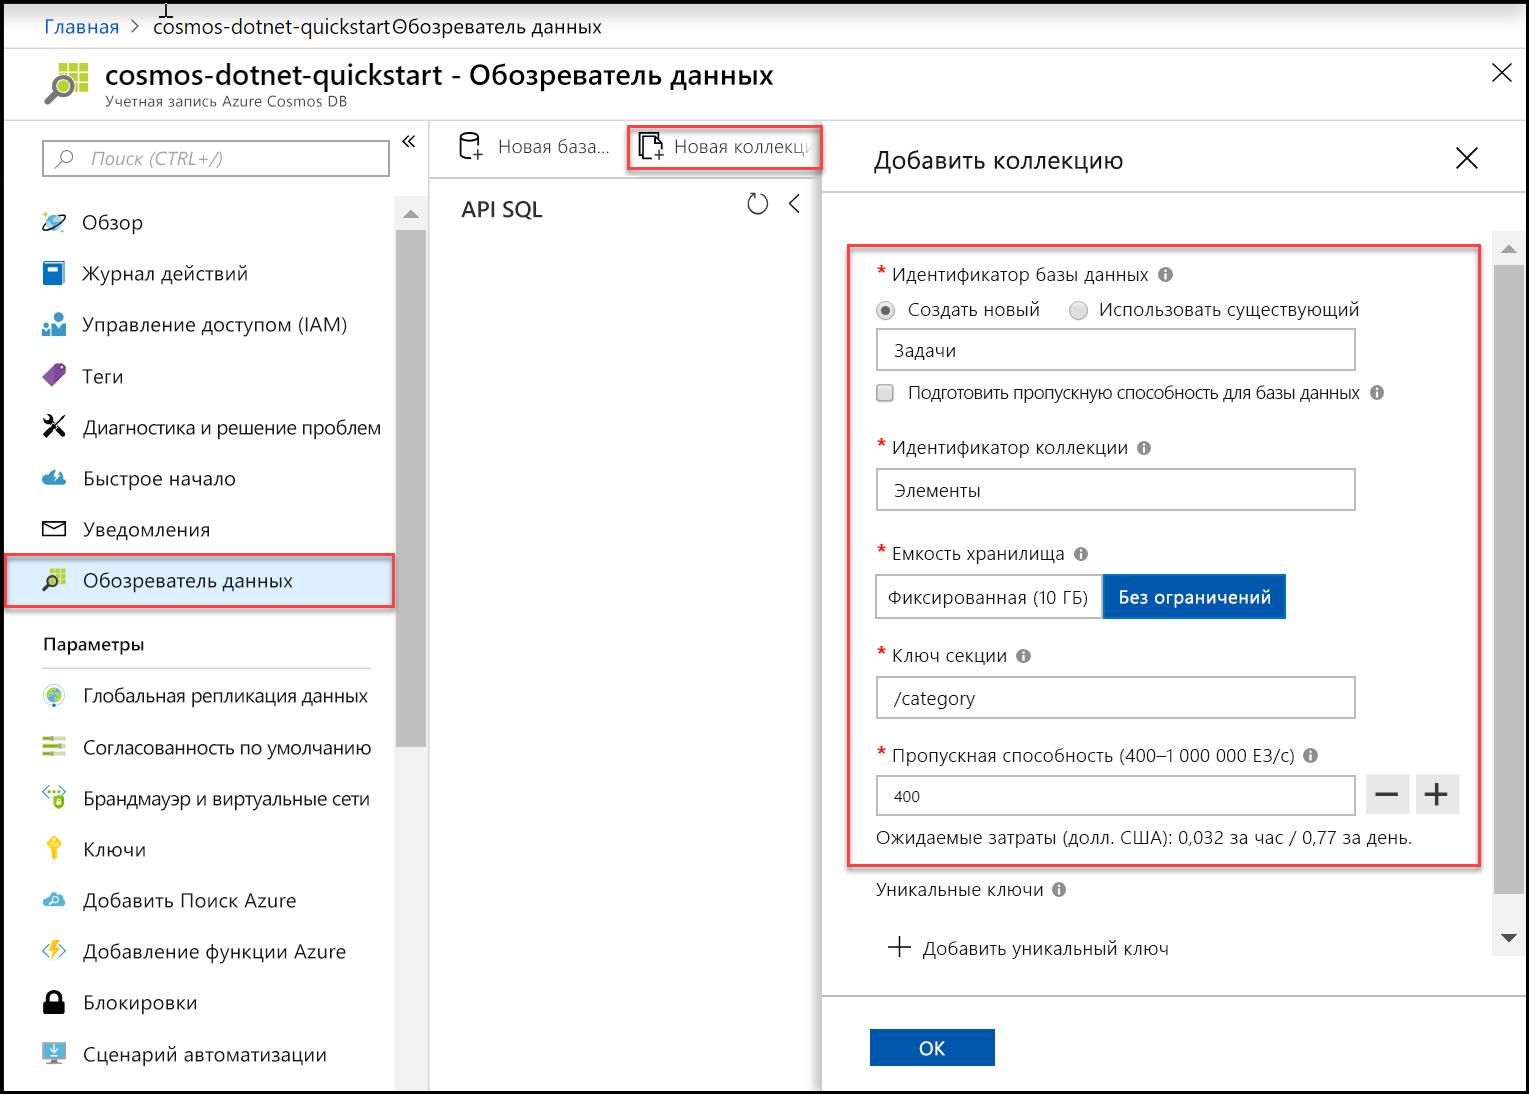 Главная > cosmos-dotnet-quickstart - Обозреватель данных
cosmos-dotnet-quickstart - Обозреватель данных
Учетная запись Azure Cosmos DB
Поиск (CTRL+/)
«
Обзор
Журнал действий
Управление доступом (IAM)
Теги
Диагностика и решение проблем
Быстрое начало
Уведомления
Обозреватель данных
Параметры
Глобальная репликация данных
Согласованность по умолчанию
Брандмауэр и виртуальные сети
Ключи
Добавить Поиск Azure
Добавление функции Azure
Блокировки
Сценарий автоматизации
Новая база...
Новая коллекци
API SQL
Добавить коллекцию
* Идентификатор базы данных
Создать новый Использовать существующий
Задачи
Подготовить пропускную способность для базы данных
* Идентификатор коллекции
Элементы
* Емкость хранилища
Фиксированная (10 ГБ) Без ограничений
* Ключ секции
/category
* Пропускная способность (400–1 000 000 ЕЗ/с)
400
Ожидаемые затраты (долл. США): 0,032 за час / 0,77 за день.
Уникальные ключи
+ Добавить уникальный ключ
ОК